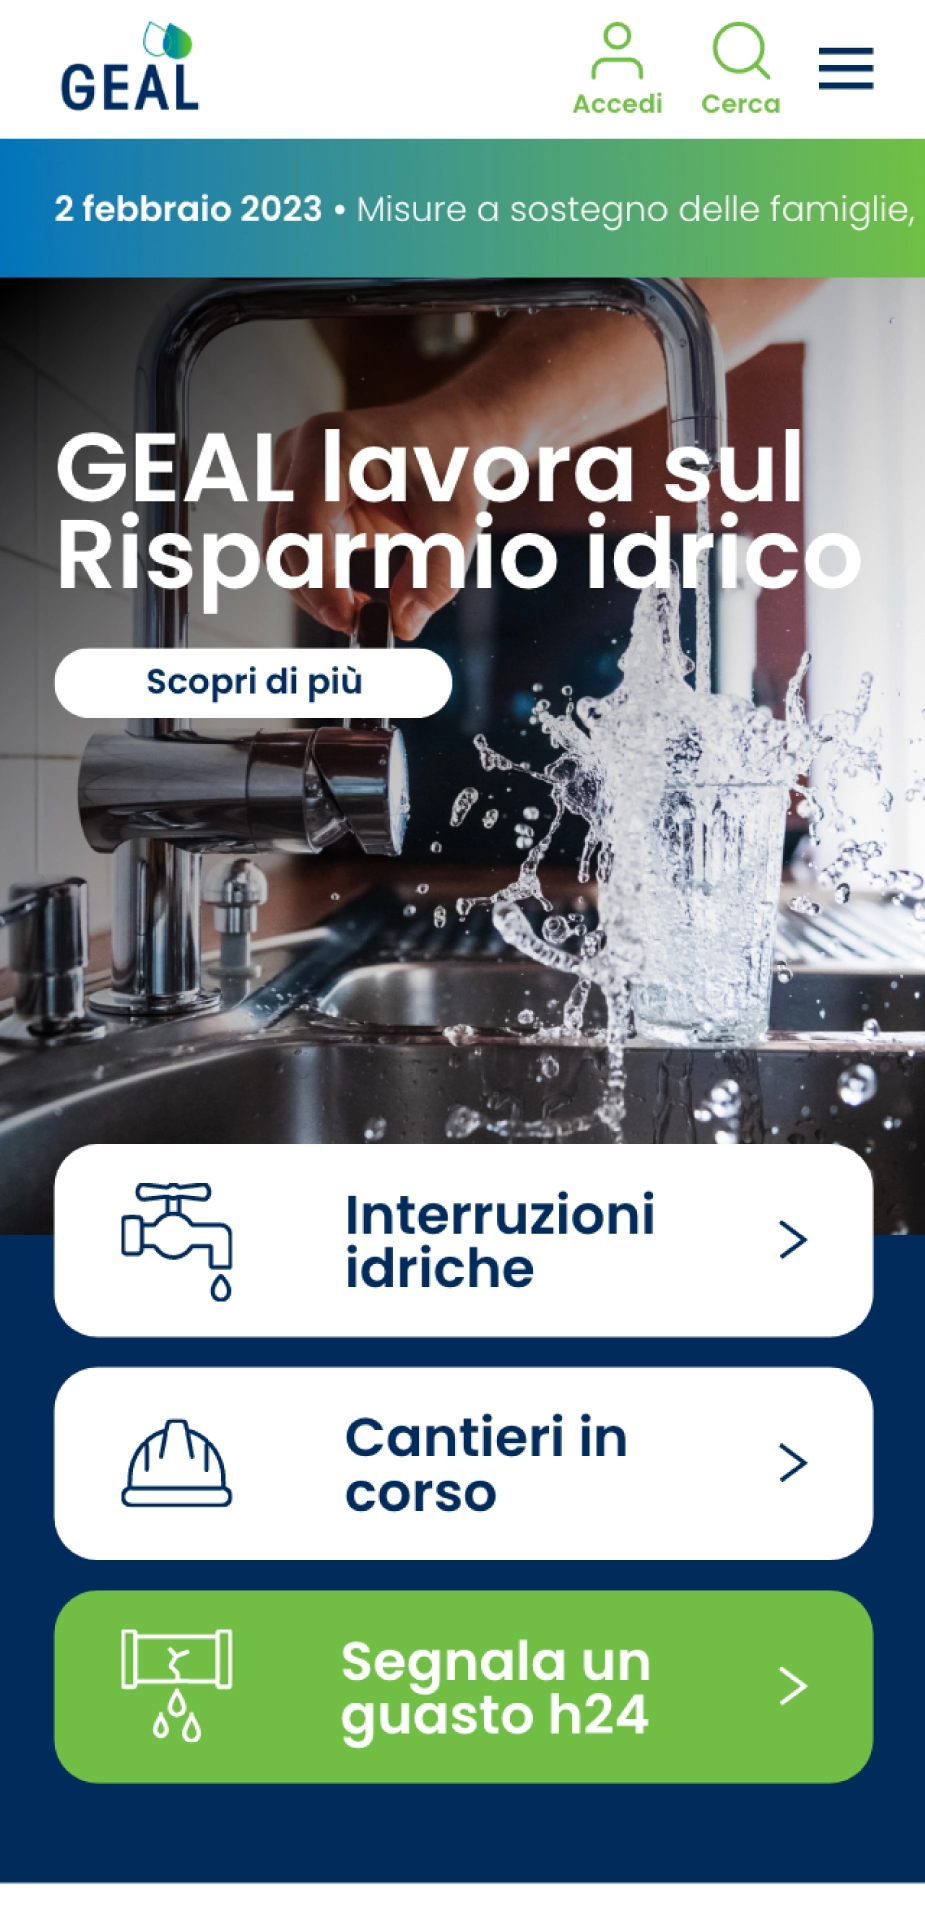 GEAL
Accedi
Cerca
2 febbraio 2023 • Misure a sostegno delle famiglie,
GEAL lavora sul
Risparmio idrico
Scopri di più
Interruzioni
idriche
Cantieri in
corso
Segnala un
guasto h24